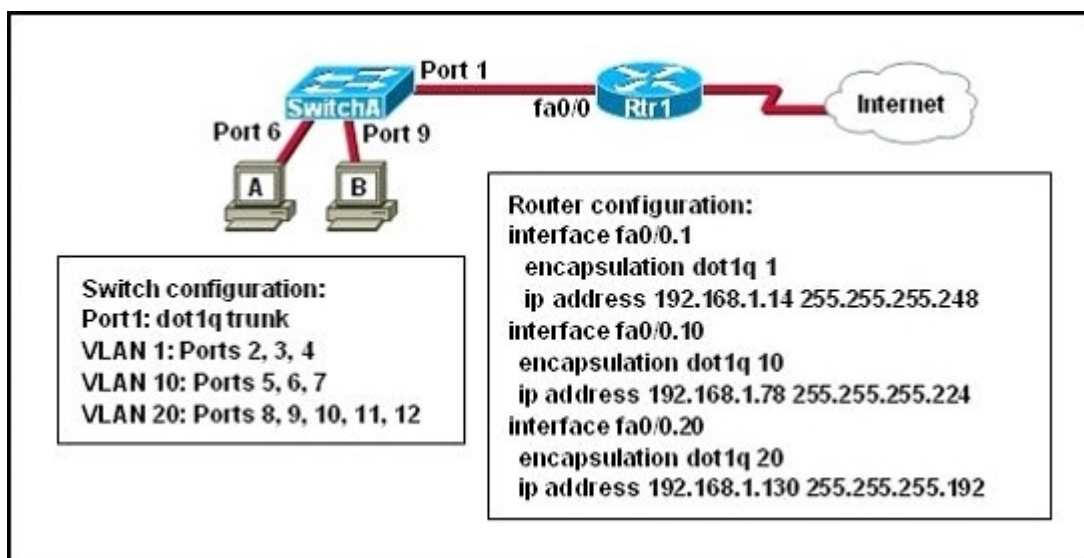 Port 1
SwitchA
fa0/0
Rtr1
Internet
Port 6
Port 9
A
B
Switch configuration:
Port1: dot1q trunk
VLAN 1: Ports 2, 3, 4
VLAN 10: Ports 5, 6, 7
VLAN 20: Ports 8, 9, 10, 11, 12
Router configuration:
interface fa0/0.1
encapsulation dot1q 1
ip address 192.168.1.14 255.255.255.248
interface fa0/0.10
encapsulation dot1q 10
ip address 192.168.1.78 255.255.255.224
interface fa0/0.20
encapsulation dot1q 20
ip address 192.168.1.130 255.255.255.192